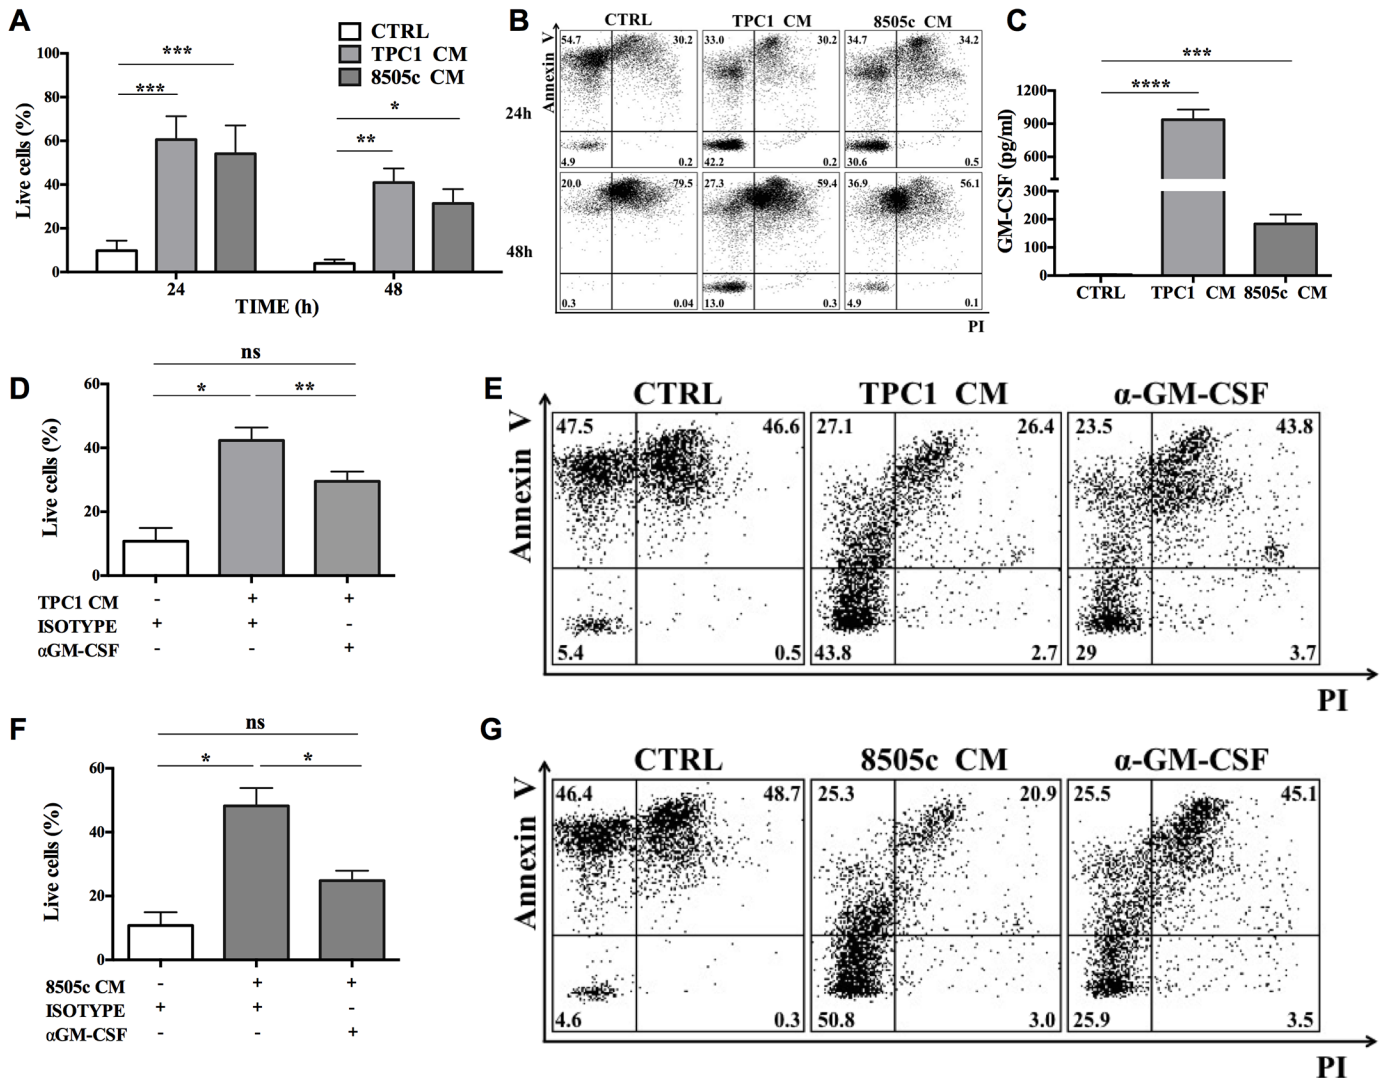 A
CTRL
TPC1 CM
8505c CM
Live cells (%)
100
80
60
40
20
0
***
***
*
**
24
48
TIME (h)
B
CTRL
TPC1 CM
8505c CM
Annexin V
24h
54.7
30.2
4.9
0.2
33.0
30.2
42.2
0.2
34.7
34.2
30.6
0.5
48h
20.0
79.5
0.3
0.04
27.3
59.4
13.0
0.3
36.9
56.1
4.9
0.1
PI
C
GM-CSF (pg/ml)
1200
900
600
300
200
100
0
***
****
CTRL
TPC1 CM
8505c CM
D
ns
*
**
Live cells (%)
60
40
20
0
TPC1 CM - + +
ISOTYPE + + -
αGM-CSF - - +
E
CTRL
TPC1 CM
α-GM-CSF
Annexin V
47.5
46.6
5.4
0.5
27.1
26.4
43.8
2.7
23.5
43.8
29
3.7
PI
F
ns
*
*
Live cells (%)
60
40
20
0
8505c CM - + +
ISOTYPE + + -
αGM-CSF - - +
G
CTRL
8505c CM
α-GM-CSF
Annexin V
46.4
48.7
4.6
0.3
25.3
20.9
50.8
3.0
25.5
45.1
25.9
3.5
PI